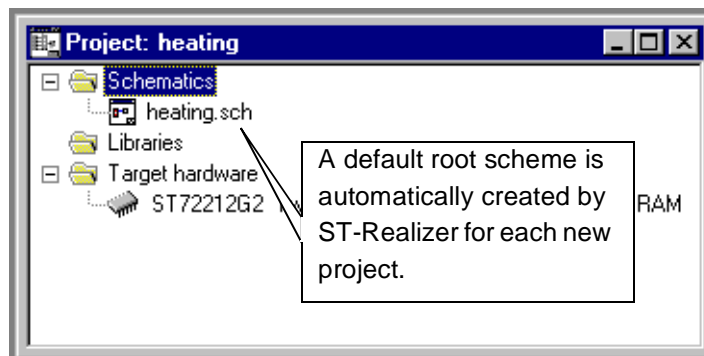 Project: heating
Schematics
heating.sch
Libraries
Target hardware
ST72212G2 RAM
A default root scheme is
automatically created by
ST-Realizer for each new
project.